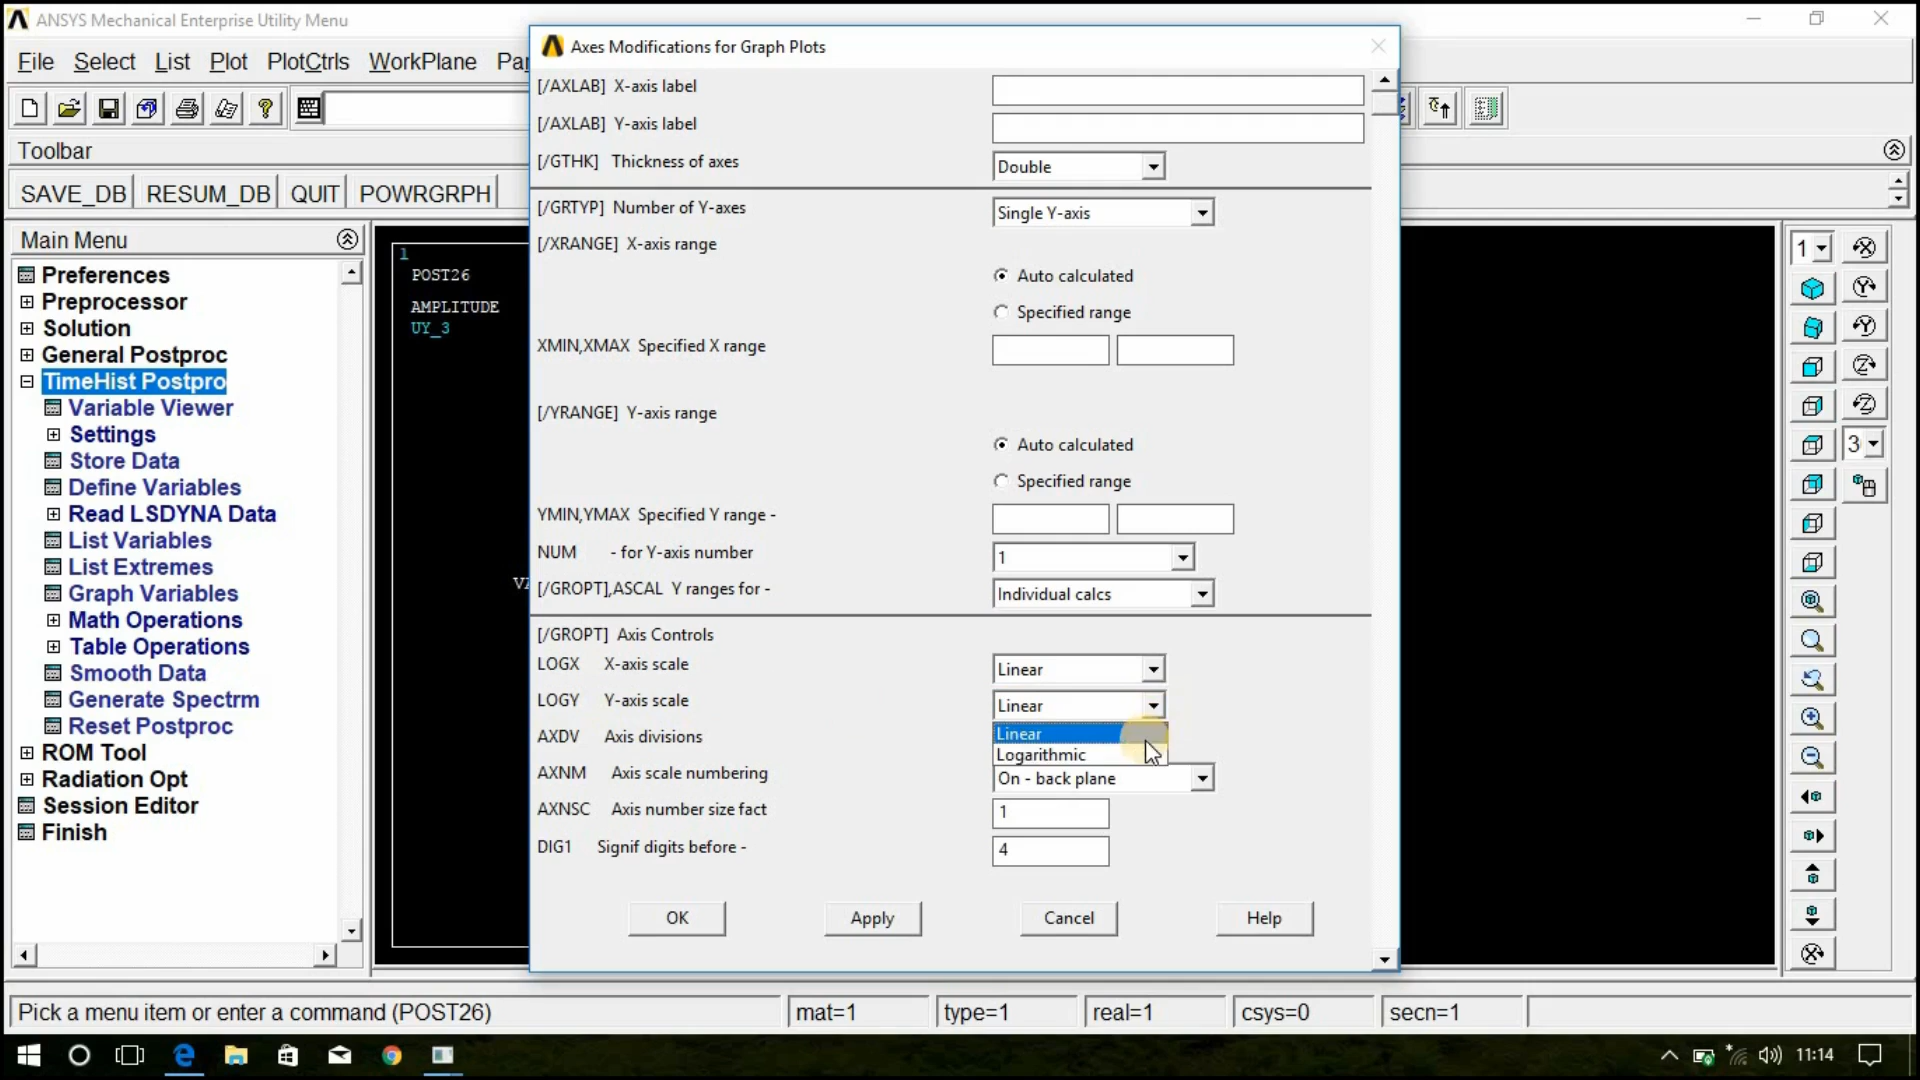 ANSYS Mechanical Enterprise Utility Menu
File Select List Plot PlotCtrls WorkPlane
Toolbar
SAVE_DB RESUM_DB QUIT POWRGRPH
Main Menu
Preferences
Preprocessor
Solution
General Postproc
TimeHist Postpro
Variable Viewer
Settings
Store Data
Define Variables
Read LSDYNA Data
List Variables
List Extremes
Graph Variables
Math Operations
Table Operations
Smooth Data
Generate Spectrm
Reset Postproc
ROM Tool
Radiation Opt
Session Editor
Finish
1
POST26
AMPLITUDE
UY_3
Axes Modifications for Graph Plots
[/AXLAB] X-axis label
[/AXLAB] Y-axis label
[/GTHK] Thickness of axes Double
[/GRTYP] Number of Y-axes Single Y-axis
[/XRANGE] X-axis range
Auto calculated
Specified range
XMIN,XMAX Specified X range
[/YRANGE] Y-axis range
Auto calculated
Specified range
YMIN,YMAX Specified Y range -
NUM - for Y-axis number 1
[/GROPT],ASCAL Y ranges for - Individual calcs
[/GROPT] Axis Controls
LOGX X-axis scale Linear
LOGY Y-axis scale Linear
Linear
AXDV Axis divisions
Logarithmic
AXNM Axis scale numbering On - back plane
AXNSC Axis number size fact 1
DIG1 Signif digits before - 4
OK Apply Cancel Help
1
3
Pick a menu item or enter a command (POST26) mat=1 type=1 real=1 csys=0 secn=1
11:14